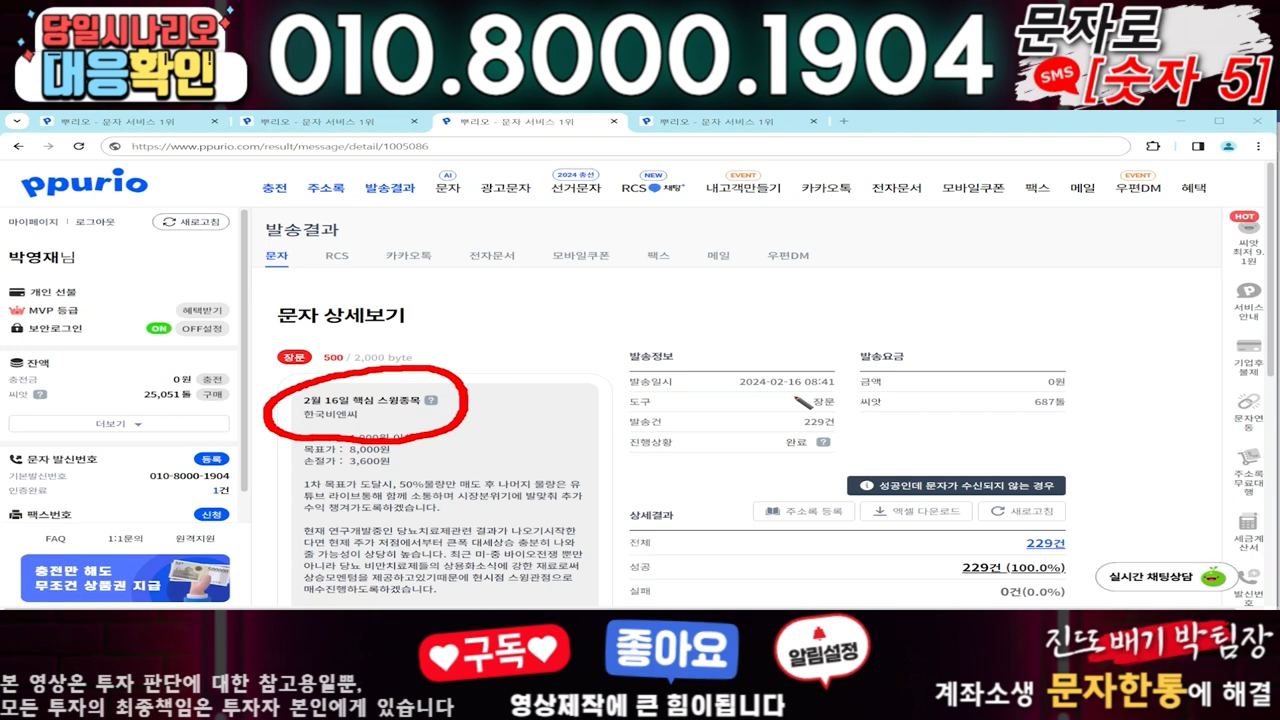 당일시나리오
대응확인
010.8000.1904
문자로
SMS [숫자 5]
뿌리오 - 문자 서비스 1위
뿌리오 - 문자 서비스 1위
뿌리오 - 문자 서비스 1위
뿌리오 - 문자 서비스 1위
https://www.ppurio.com/result/message/detail/1005086
ppurio
AI
2024 총선
NEW
EVENT
EVENT
충전 주소록 발송결과 문자 광고문자 선거문자 RCS 채팅+ 내고객만들기 카카오톡 전자문서 모바일쿠폰 팩스 메일 우편DM 혜택
마이페이지 로그아웃 새로고침
박영재님
개인 선불
MVP 등급 혜택받기
보안로그인 ON OFF설정
잔액
충전금 0원 충전
씨앗 ? 25,051톨 구매
더보기
문자 발신번호 등록
기본발신번호 010-8000-1904
인증완료 1건
팩스번호 신청
FAQ 1:1문의 원격지원
충전만 해도
무조건 상품권 지급
발송결과
문자 RCS 카카오톡 전자문서 모바일쿠폰 팩스 메일 우편DM
문자 상세보기
장문 500 / 2,000 byte
2월 16일 핵심 스윙종목 ?
한국비엔씨
목표가 : 8,000원
손절가 : 3,600원
1차 목표가 도달시, 50%물량만 매도 후 나머지 물량은 유
튜브 라이브통해 함께 소통하며 시장분위기에 발맞춰 추가
수익 챙겨가도록하겠습니다.
현재 연구개발중인 당뇨치료제관련 결과가 나오기시작한
다면 현재 주가 저점에서부터 큰폭 대세상승 충분히 나와
줄 가능성이 상당히 높습니다. 최근 미·중 바이오전쟁 뿐만
아니라 당뇨 비만치료제들의 상용화소식에 강한 재료로써
상승모멘텀을 제공하고있기때문에 현시점 스윙관점으로
매수진행하도록하겠습니다.
발송정보
발송일시 2024-02-16 08:41
도구 장문
발송건 229건
진행상황 완료 ?
발송요금
금액 0원
씨앗 687톨
성공인데 문자가 수신되지 않는 경우
상세결과 주소록 등록 엑셀 다운로드 새로고침
전체 229건
성공 229건 (100.0%)
실패 0건(0.0%)
HOT
씨앗
최저 9.
1원
서비스
안내
기업후
불제
문자연
동
주소록
무료대
행
세금계
산서
발신번
호
실시간 채팅상담
구독
좋아요
알림설정
영상제작에 큰 힘이됩니다
본 영상은 투자 판단에 대한 참고용일뿐,
모든 투자의 최종책임은 투자자 본인에게 있습니다
진또배기 박팀장
계좌소생 문자한통에 해결